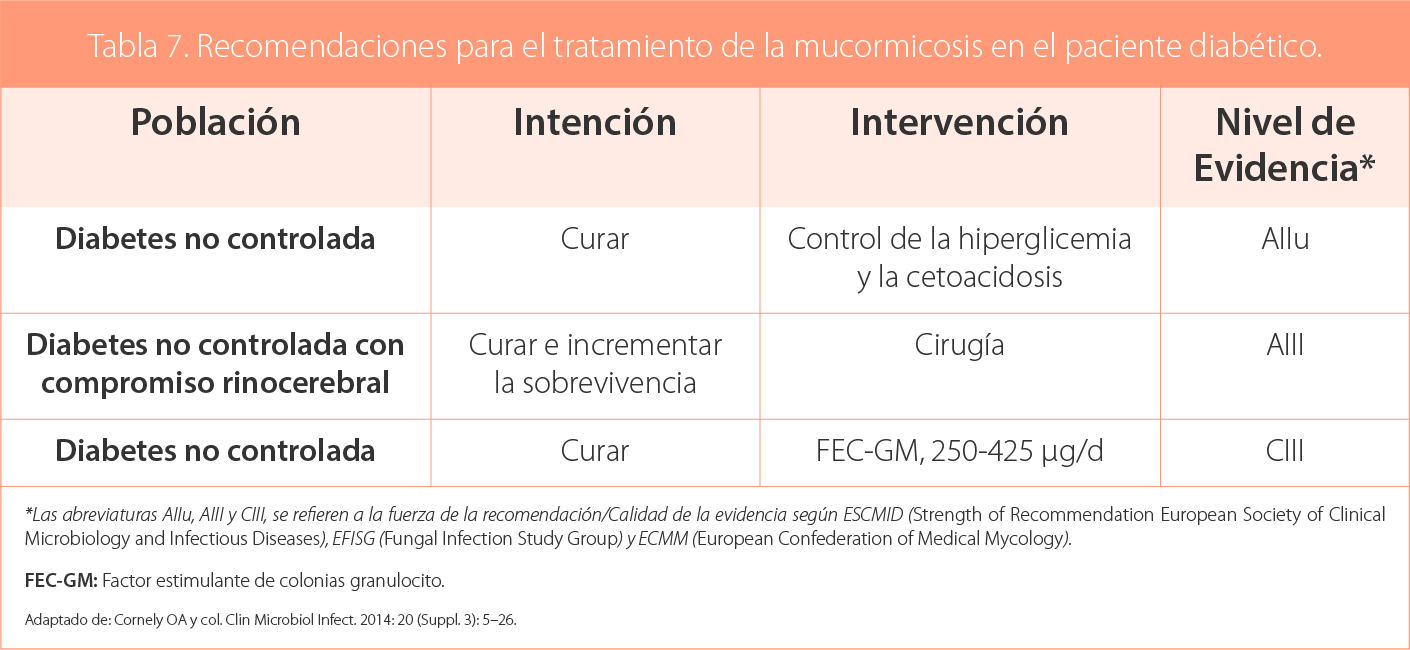 Tabla 7. Recomendaciones para el tratamiento de la mucormicosis en el paciente diabético.
Población
Intención
Intervención
Nivel de
Evidencia*
Diabetes no controlada
Curar
Control de la hiperglicemia
y la cetoacidosis
AIIu
Diabetes no controlada con
compromiso rinocerebral
Curar e incrementar
la sobrevivencia
Cirugía
AIII
Diabetes no controlada
Curar
FEC-GM, 250-425 µg/d
CIII
*Las abreviaturas AIIu, AIII y CIII, se refieren a la fuerza de la recomendación/Calidad de la evidencia según ESCMID (Strength of Recommendation European Society of Clinical
Microbiology and Infectious Diseases), EFISG (Fungal Infection Study Group) y ECMM (European Confederation of Medical Mycology).
FEC-GM: Factor estimulante de colonias granulocito.
Adaptado de: Cornely OA y col. Clin Microbiol Infect. 2014: 20 (Suppl. 3): 5–26.